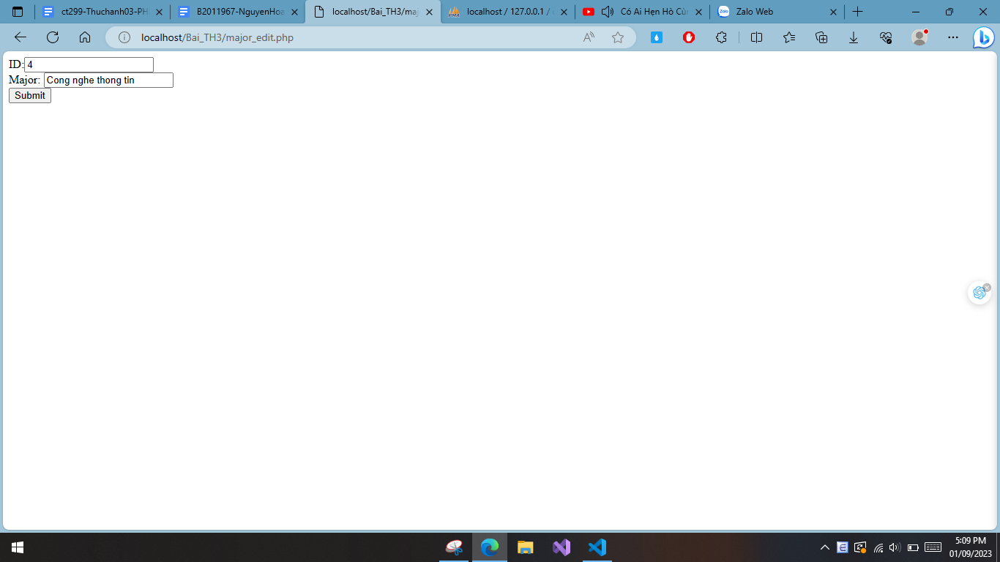 ct299-Thuchanh03-PH
B2011967-NguyenHoa
localhost/Bai_TH3/maj
localhost / 127.0.0.1 /
Có Ai Hẹn Hò Cùn
Zalo Web
localhost/Bai_TH3/major_edit.php
ID: 4
Major: Cong nghe thong tin
Submit
5:09 PM
01/09/2023